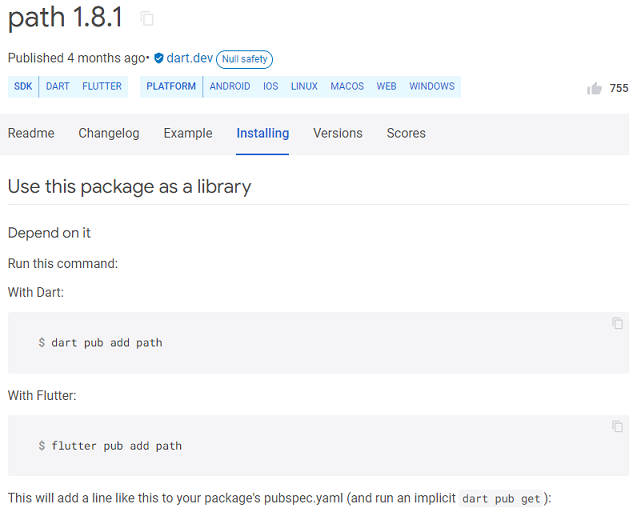 path 1.8.1
Published 4 months ago• dart.dev Null safety
SDK DART FLUTTER PLATFORM ANDROID IOS LINUX MACOS WEB WINDOWS 755
Readme Changelog Example Installing Versions Scores
Use this package as a library
Depend on it
Run this command:
With Dart:
$ dart pub add path
With Flutter:
$ flutter pub add path
This will add a line like this to your package's pubspec.yaml (and run an implicit dart pub get):